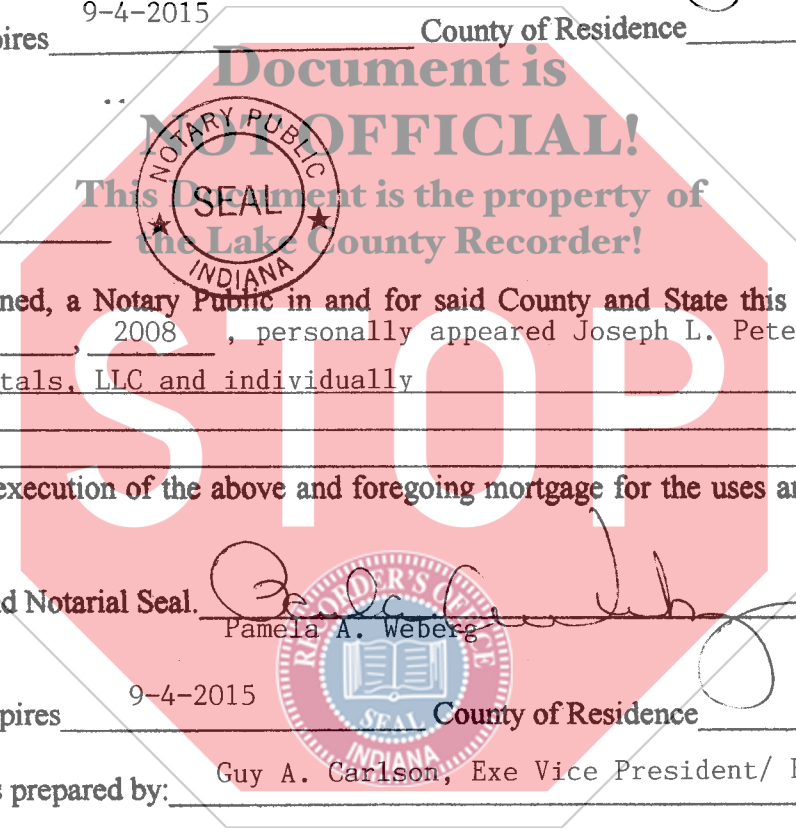 9-4-2015
pires County of Residence
Document is
NOT OFFICIAL!
NOTARY PUBLIC
SEAL
INDIANA
This Document is the property of
the Lake County Recorder!
ned, a Notary Public in and for said County and State this
, 2008 , personally appeared Joseph L. Pete
tals, LLC and individually
STOP
execution of the above and foregoing mortgage for the uses a
d Notarial Seal.
Pamela A. Weberg
RECORDER'S OFFICE
SEAL
INDIANA
9-4-2015
pires County of Residence
s prepared by: Guy A. Carlson, Exe Vice President/